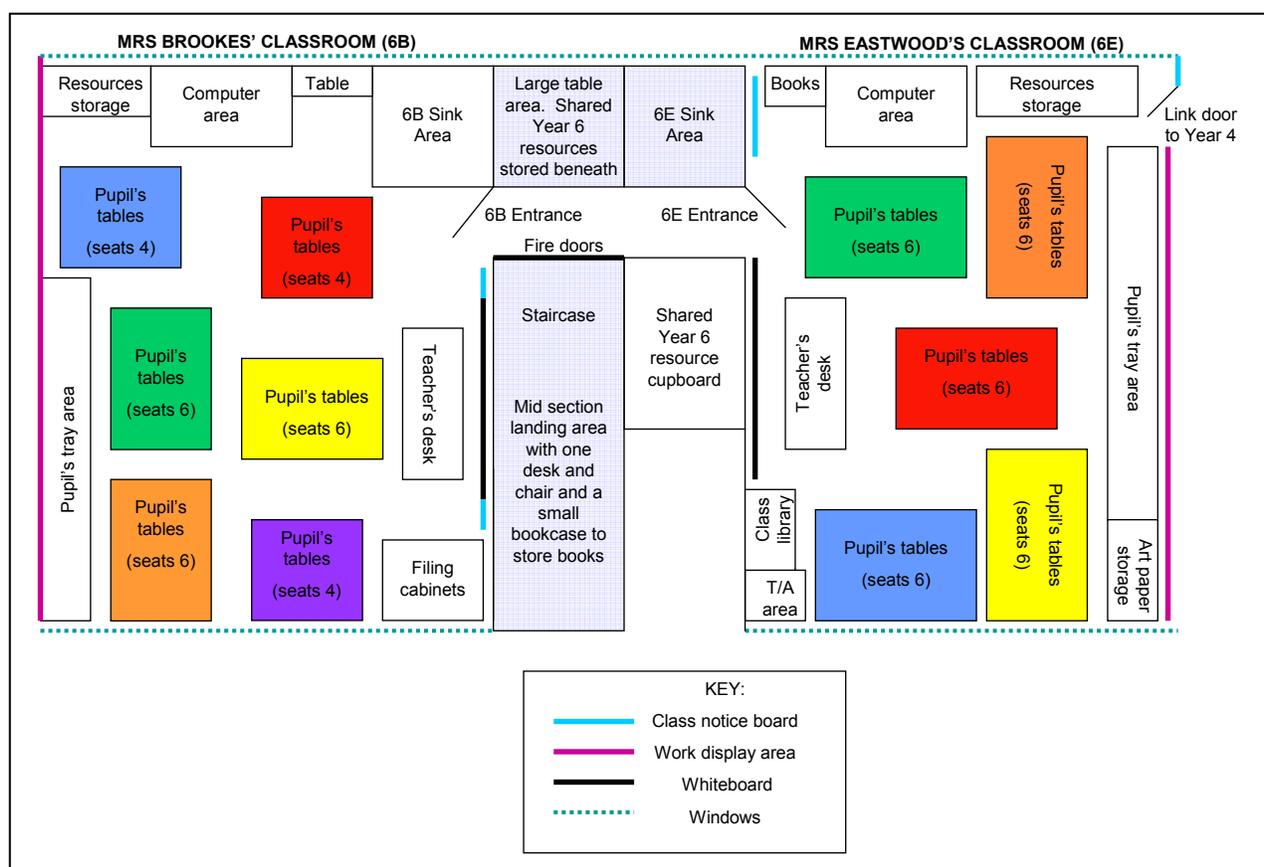 MRS BROOKES' CLASSROOM (6B)
MRS EASTWOOD'S CLASSROOM (6E)
Resources
storage
Computer
area
Table
6B Sink
Area
Large table
area. Shared
Year 6
resources
stored beneath
6E Sink
Area
Books
Computer
area
Resources
storage
Link door
to Year 4
Pupil's
tables
(seats 4)
Pupil's
tables
(seats 4)
6B Entrance
6E Entrance
Fire doors
Pupil's tables
(seats 6)
Pupil's tables
(seats 6)
Pupil's tray area
Pupil's
tables
(seats 6)
Pupil's tables
(seats 6)
Teacher's desk
Staircase
Mid section
landing area
with one
desk and
chair and a
small
bookcase to
store books
Shared
Year 6
resource
cupboard
Teacher's
desk
Pupil's tables
(seats 6)
Pupil's tray area
Pupil's
tables
(seats 6)
Pupil's
tables
(seats 4)
Filing
cabinets
Class
library
T/A
area
Pupil's tables
(seats 6)
Pupil's tables
(seats 6)
Art paper
storage
KEY:
Class notice board
Work display area
Whiteboard
Windows